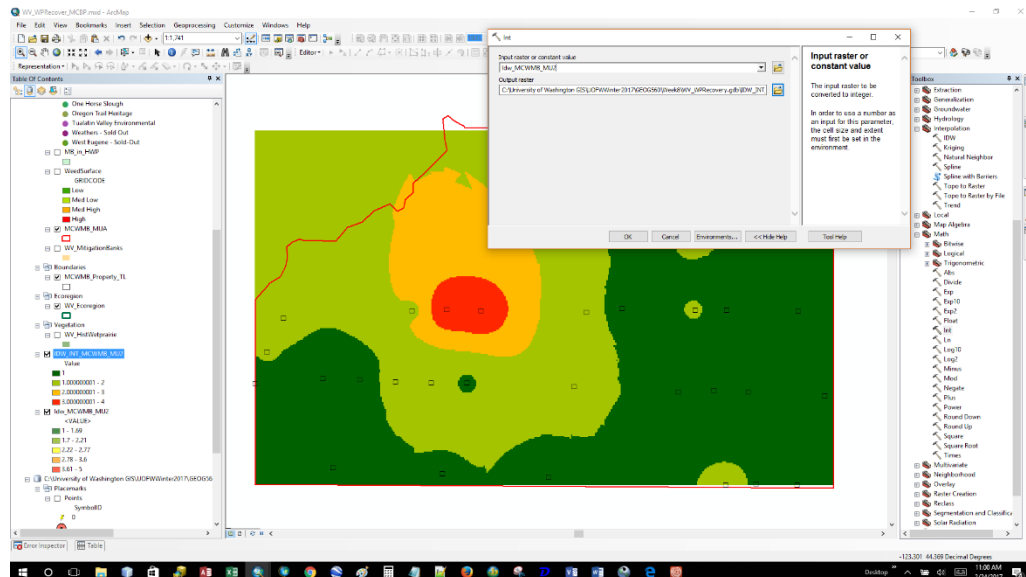 WV_WPRecover_MCBP.mxd - ArcMap
File Edit View Bookmarks Insert Selection Geoprocessing Customize Windows Help
1:1,741
Editor
Representation
Table Of Contents
One Horse Slough
Oregon Trail Heritage
Tualatin Valley Environmental
Weathers - Sold Out
West Eugene - Sold-Out
MB_in_HWP
WeedSurface
GRIDCODE
Low
Med Low
Med High
High
MCWMB_MUA
WV_MitigationBanks
Boundaries
MCWMB_Property_TL
Ecoregion
WV_Ecoregion
Vegetation
WV_HistWetprairie
IDW_INT_MCWMB_MU2
Value
1
1.000000001 - 2
2.000000001 - 3
3.000000001 - 4
Idw_MCWMB_MU2
<VALUE>
1 - 1.69
1.7 - 2.21
2.22 - 2.77
2.78 - 3.6
3.61 - 5
C:\University of Washington GIS\UOFWWinter2017\GEOG56
Placemarks
Points
SymbolID
0
Error Inspector
Table
Int
Input raster or constant value
Idw_MCWMB_MU2
Output raster
C:\University of Washington GIS\UOFWWinter2017\GEOG560\Week8\WV_WPRecovery.gdb\IDW_INT
OK Cancel Environments... << Hide Help Tool Help
Input raster or
constant value
The input raster to be
converted to integer.
In order to use a number as
an input for this parameter,
the cell size and extent
must first be set in the
environment.
Toolbox
Extraction
Generalization
Groundwater
Hydrology
Interpolation
IDW
Kriging
Natural Neighbor
Spline
Spline with Barriers
Topo to Raster
Topo to Raster by File
Trend
Local
Map Algebra
Math
Bitwise
Logical
Trigonometric
Abs
Divide
Exp
Exp10
Exp2
Float
Int
Ln
Log10
Log2
Minus
Mod
Negate
Plus
Power
Round Down
Round Up
Square
Square Root
Times
Multivariate
Neighborhood
Overlay
Raster Creation
Reclass
Segmentation and Classifica
Solar Radiation
-123.301 44.369 Decimal Degrees
Desktop
11:00 AM
2/24/2017